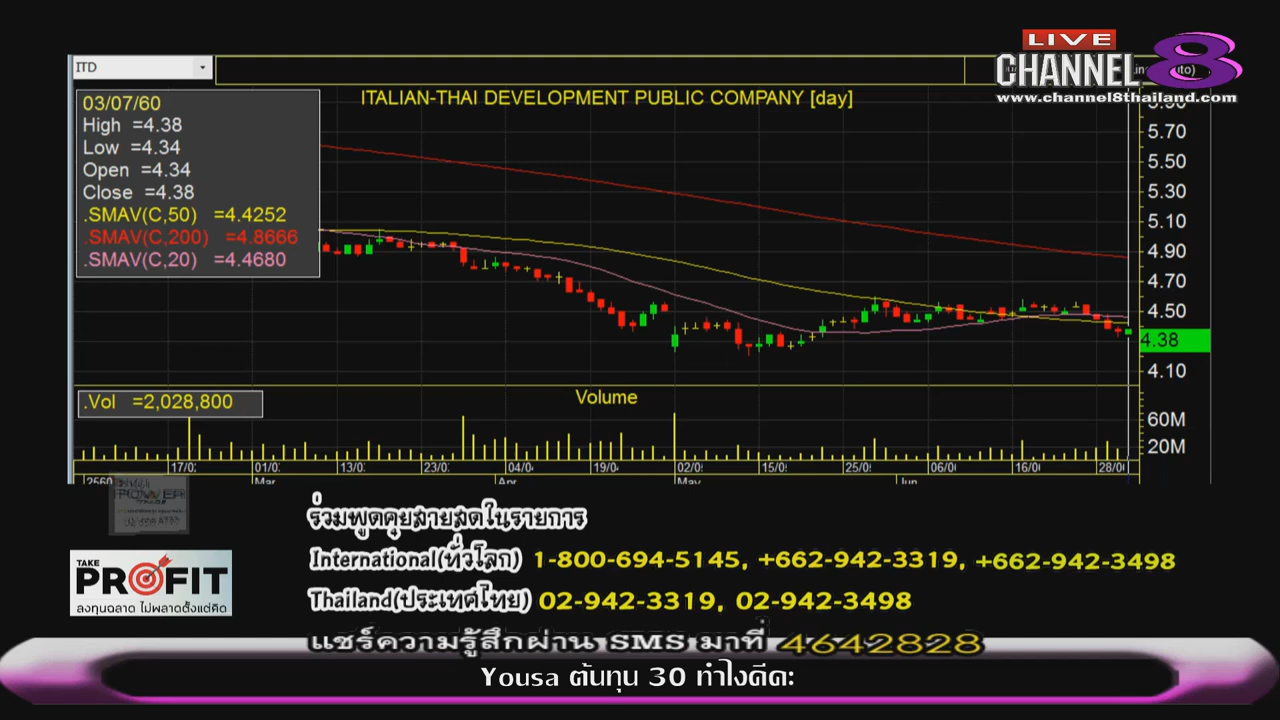 LIVE
CHANNEL 8
www.channel8thailand.com
ITD
ITALIAN-THAI DEVELOPMENT PUBLIC COMPANY [day]
03/07/60
High =4.38
Low =4.34
Open =4.34
Close =4.38
.SMAV(C,50) =4.4252
.SMAV(C,200) =4.8666
.SMAV(C,20) =4.4680
5.90
5.70
5.50
5.30
5.10
4.90
4.70
4.50
4.38
4.10
.Vol =2,028,800
Volume
60M
20M
17/0 01/0 13/0 23/0 04/0 19/0 02/0 15/0 25/0 06/0 16/0 28/0
2560 Mar Apr May Jun
POWER
ร่วมพูดคุยสายสดในรายการ
International(ทั่วโลก) 1-800-694-5145, +662-942-3319, +662-942-3498
Thailand(ประเทศไทย) 02-942-3319, 02-942-3498
TAKE
PROFIT
ลงทุนฉลาด ไม่พลาดตั้งแต่คิด
แชร์ความรู้สึกผ่าน SMS มาที่ 4642828
Yousa ต้นทุน 30 ทำไงดีคะ